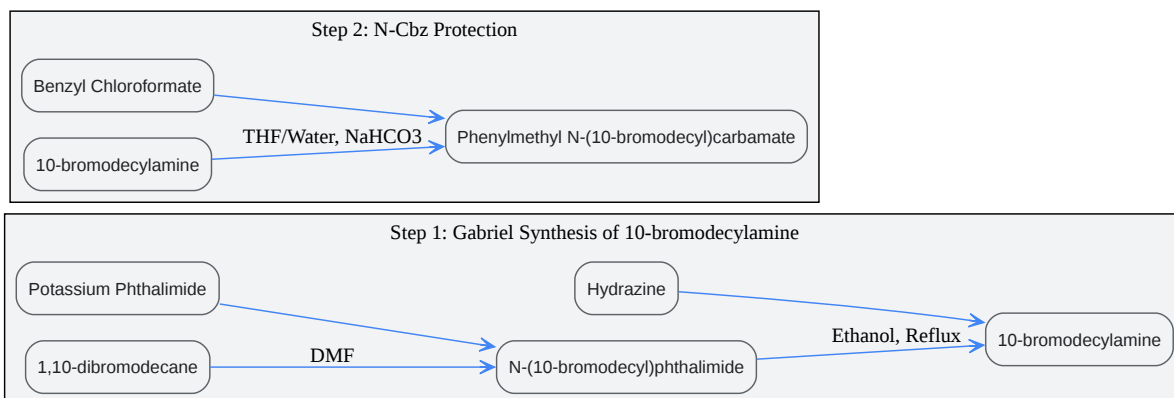 Step 2: N-Cbz Protection
Benzyl Chloroformate
10-bromodecylamine
THF/Water, NaHCO3
Phenylmethyl N-(10-bromodecyl)carbamate
Step 1: Gabriel Synthesis of 10-bromodecylamine
Potassium Phthalimide
1,10-dibromodecane
DMF
N-(10-bromodecyl)phthalimide
Hydrazine
Ethanol, Reflux
10-bromodecylamine